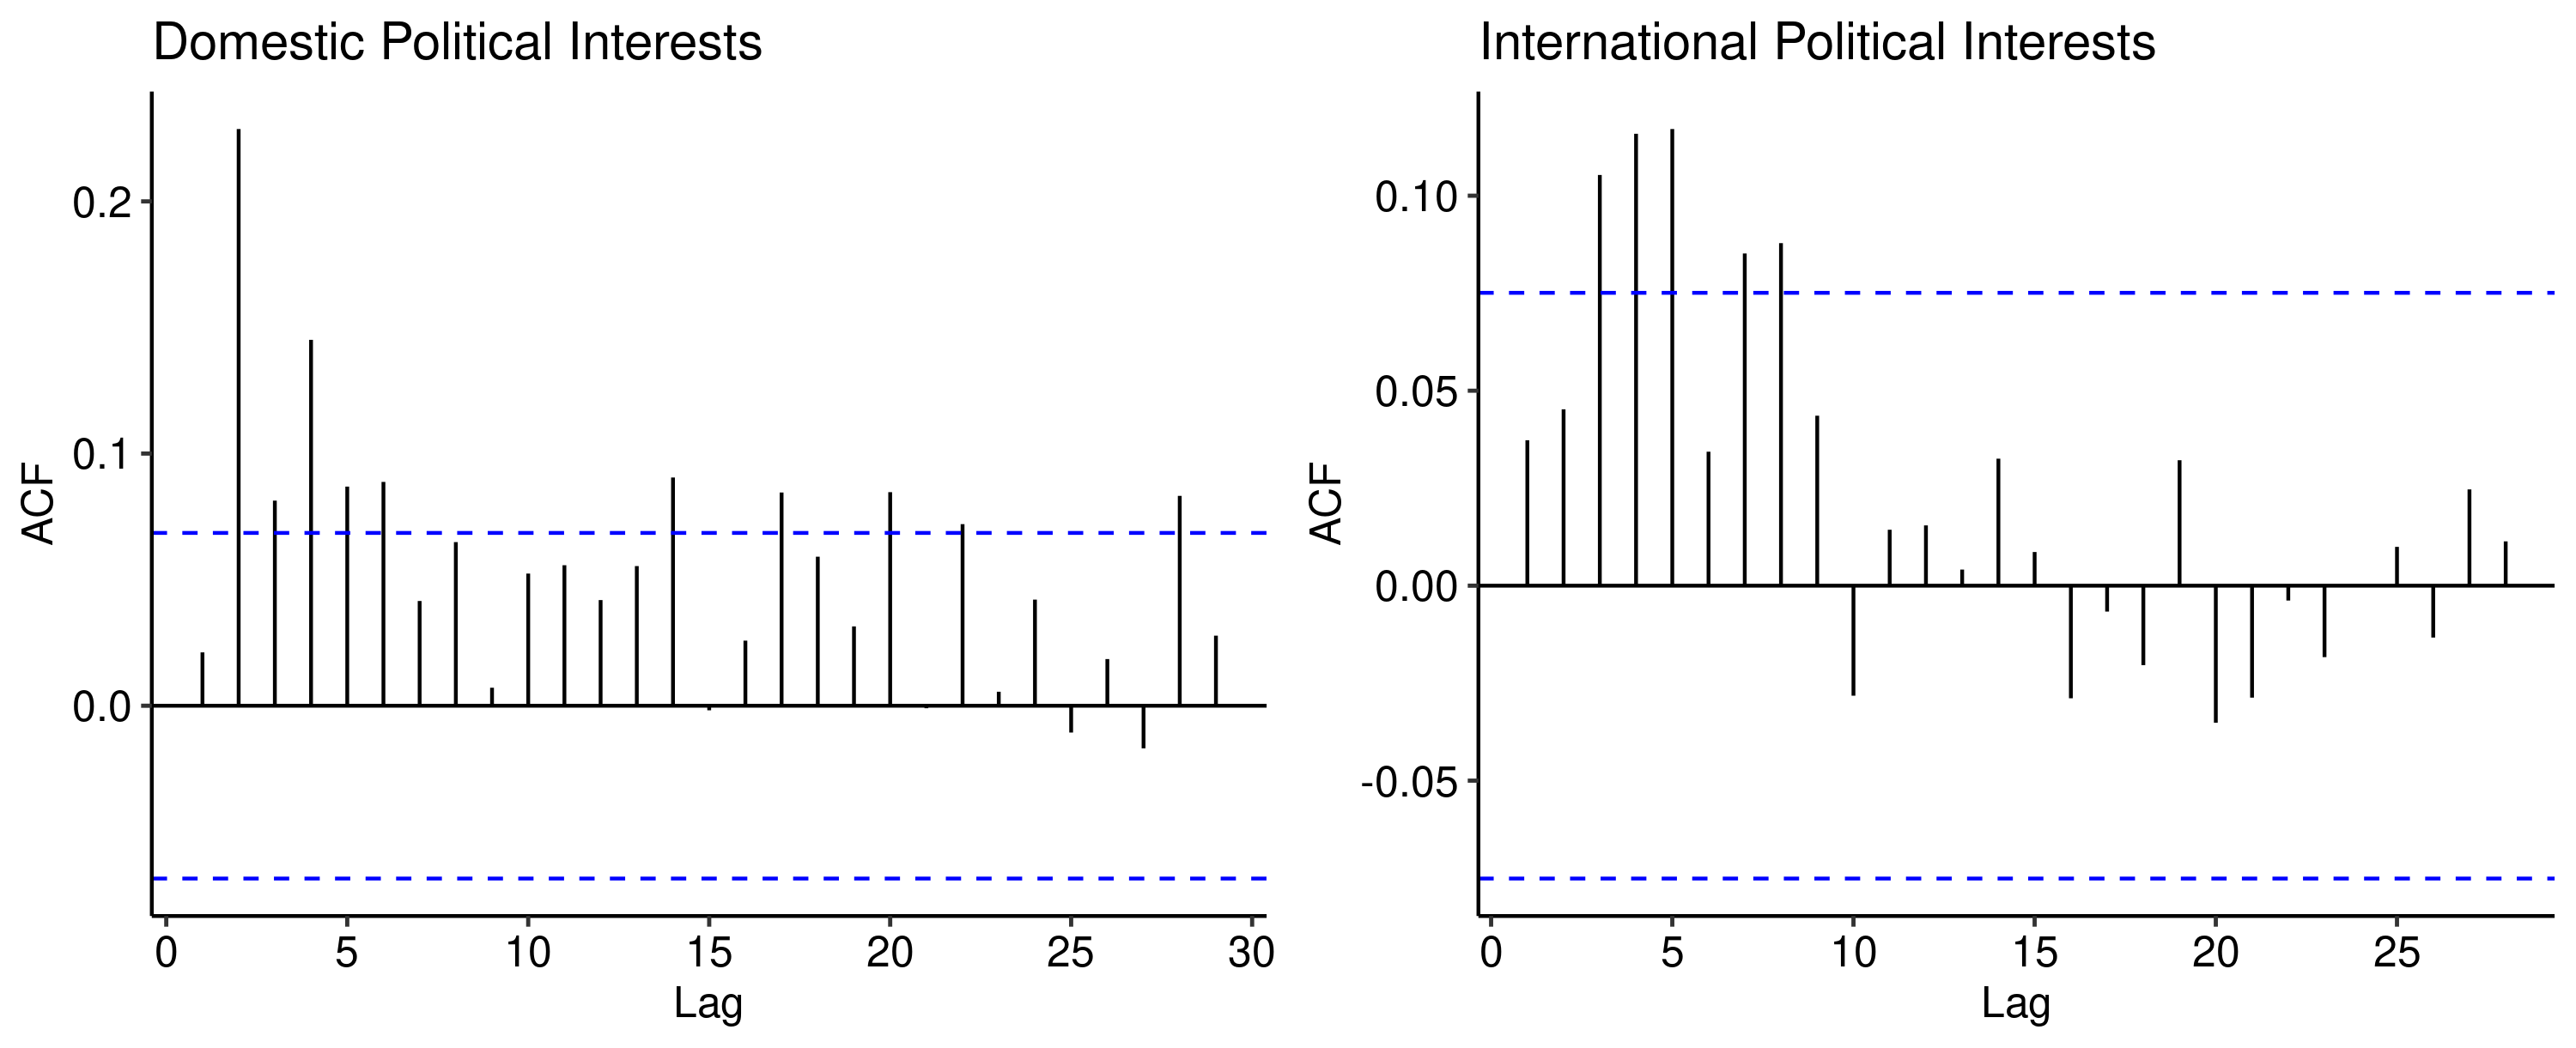 Domestic Political Interests
ACF
0.2
0.1
0.0
0 5 10 15 20 25 30
Lag
International Political Interests
ACF
0.10
0.05
0.00
-0.05
0 5 10 15 20 25
Lag